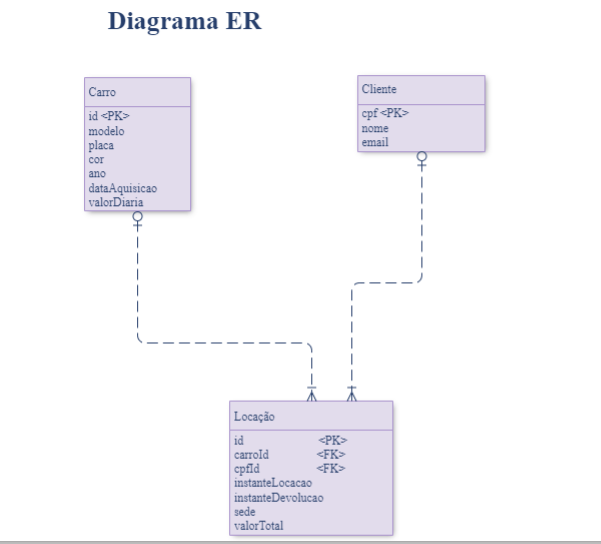 Diagrama ER
Carro
id <PK>
modelo
placa
cor
ano
dataAquisicao
valorDiaria
Cliente
cpf <PK>
nome
email
Locação
id <PK>
carroId <FK>
cpfId <FK>
instanteLocacao
instanteDevolucao
sede
valorTotal